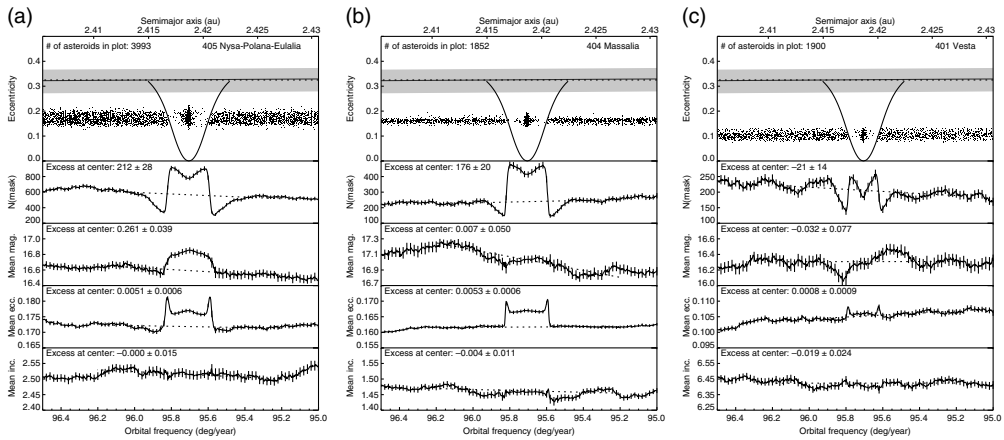 (a)
Semimajor axis (au)
2.41 2.415 2.42 2.425 2.43
# of asteroids in plot: 3993 405 Nysa-Polana-Eulalia
Eccentricity
0.4
0.3
0.2
0.1
0.0
Excess at center: 212 ± 28
N(mask)
800
600
400
200
Excess at center: 0.261 ± 0.039
Mean mag.
17.0
16.8
16.6
16.4
Excess at center: 0.0051 ± 0.0006
Mean ecc.
0.180
0.175
0.170
0.165
Excess at center: −0.000 ± 0.015
Mean inc.
2.55
2.50
2.45
2.40
96.4 96.2 96.0 95.8 95.6 95.4 95.2 95.0
Orbital frequency (deg/year)
(b)
Semimajor axis (au)
2.41 2.415 2.42 2.425 2.43
# of asteroids in plot: 1852 404 Massalia
Eccentricity
0.4
0.3
0.2
0.1
0.0
Excess at center: 176 ± 20
N(mask)
400
300
200
100
Excess at center: 0.007 ± 0.050
Mean mag.
17.3
17.1
16.9
16.7
Excess at center: 0.0053 ± 0.0006
Mean ecc.
0.170
0.165
0.160
0.155
Excess at center: −0.004 ± 0.011
Mean inc.
1.50
1.45
1.40
96.4 96.2 96.0 95.8 95.6 95.4 95.2 95.0
Orbital frequency (deg/year)
(c)
Semimajor axis (au)
2.41 2.415 2.42 2.425 2.43
# of asteroids in plot: 1900 401 Vesta
Eccentricity
0.4
0.3
0.2
0.1
0.0
Excess at center: −21 ± 14
N(mask)
250
200
150
100
Excess at center: −0.032 ± 0.077
Mean mag.
16.6
16.4
16.2
16.0
Excess at center: 0.0008 ± 0.0009
Mean ecc.
0.110
0.105
0.100
0.095
Excess at center: −0.019 ± 0.024
Mean inc.
6.55
6.45
6.35
6.25
96.4 96.2 96.0 95.8 95.6 95.4 95.2 95.0
Orbital frequency (deg/year)